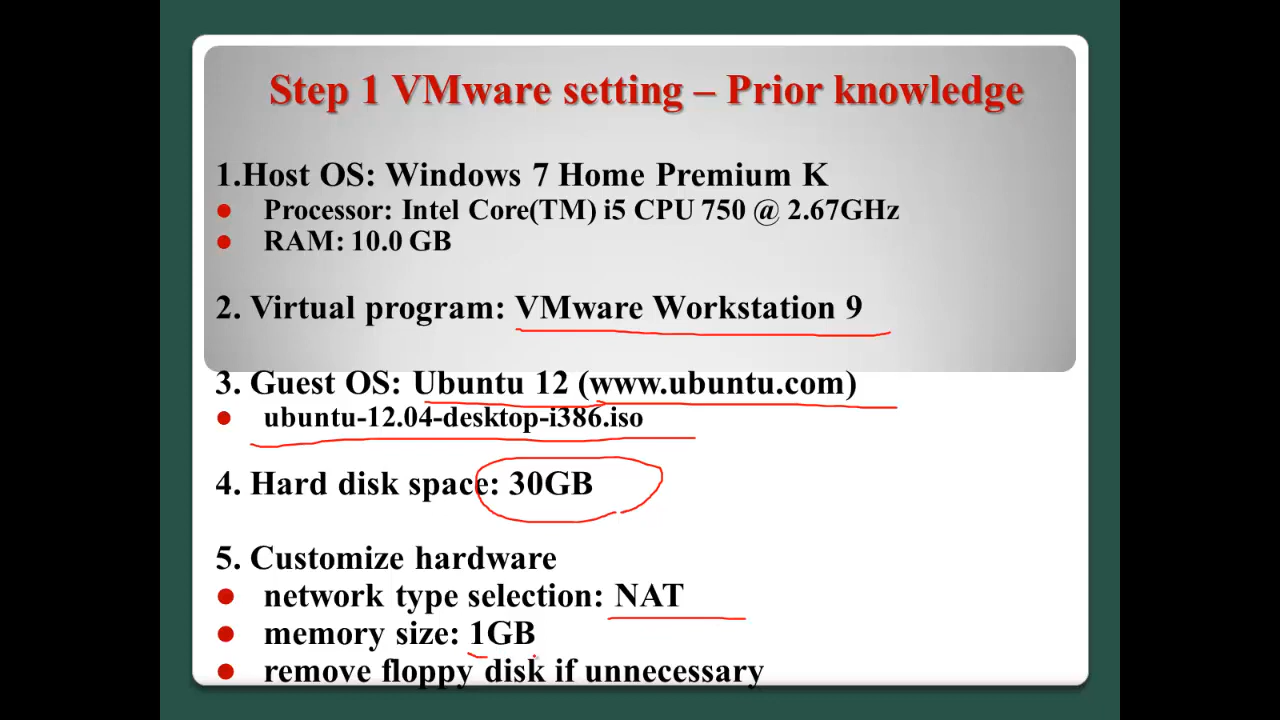 Step 1 VMware setting – Prior knowledge
1.Host OS: Windows 7 Home Premium K
Processor: Intel Core(TM) i5 CPU 750 @ 2.67GHz
RAM: 10.0 GB
2. Virtual program: VMware Workstation 9
3. Guest OS: Ubuntu 12 (www.ubuntu.com)
ubuntu-12.04-desktop-i386.iso
4. Hard disk space: 30GB
5. Customize hardware
network type selection: NAT
memory size: 1GB
remove floppy disk if unnecessary